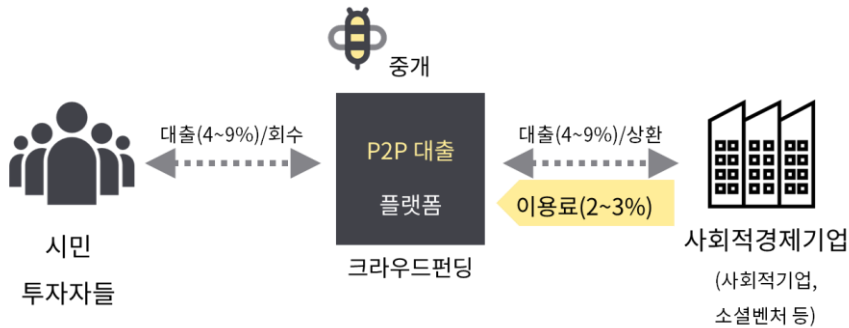 중개
대출(4~9%)/회수
대출(4~9%)/상환
P2P 대출
플랫폼
이용료(2~3%)
시민
투자자들
크라우드펀딩
사회적경제기업
(사회적기업,
소셜벤처 등)